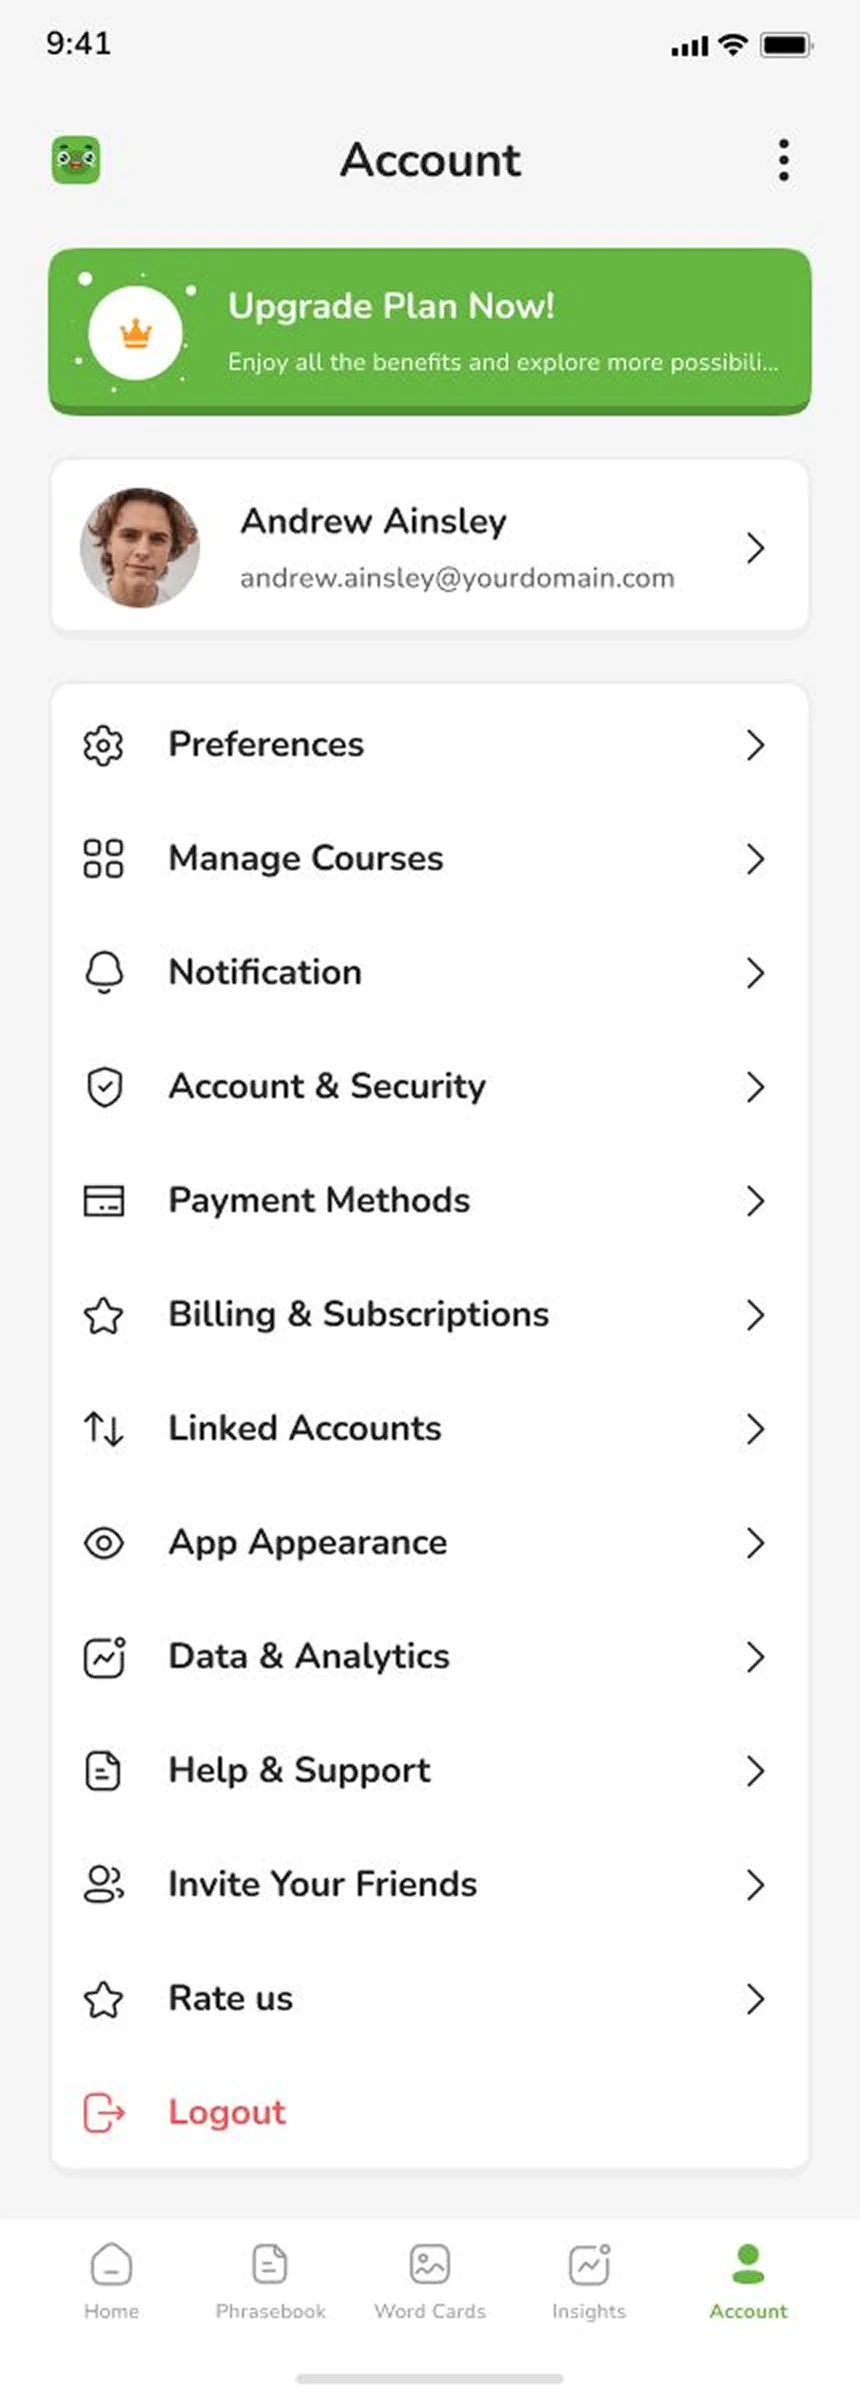 9:41
Account
Upgrade Plan Now!
Enjoy all the benefits and explore more possibili...
Andrew Ainsley
andrew.ainsley@yourdomain.com
Preferences
Manage Courses
Notification
Account & Security
Payment Methods
Billing & Subscriptions
Linked Accounts
App Appearance
Data & Analytics
Help & Support
Invite Your Friends
Rate us
Logout
Home Phrasebook Word Cards Insights Account